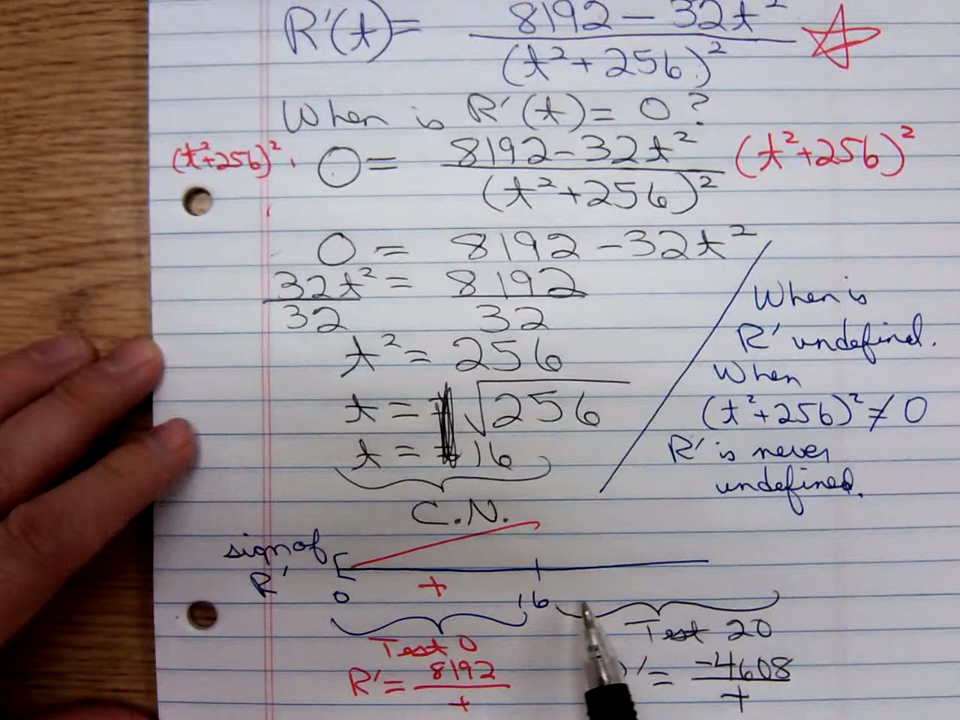 R'(t)= 8192 - 32t²
(t²+256)²
When is R'(t)= 0?
(t²+256)² · 0 = 8192-32t² (t²+256)²
(t²+256)²
0 = 8192 - 32t²
32t² = 8192
32 32
t² = 256
t = √256
t = 16
C.N.
When is
R' undefined.
When
(t²+256)² ≠ 0
R' is never
undefined.
sign of
R'
[ + 
0 16
Test 0
R' = 8192
+
Test 20
' = -4608
+